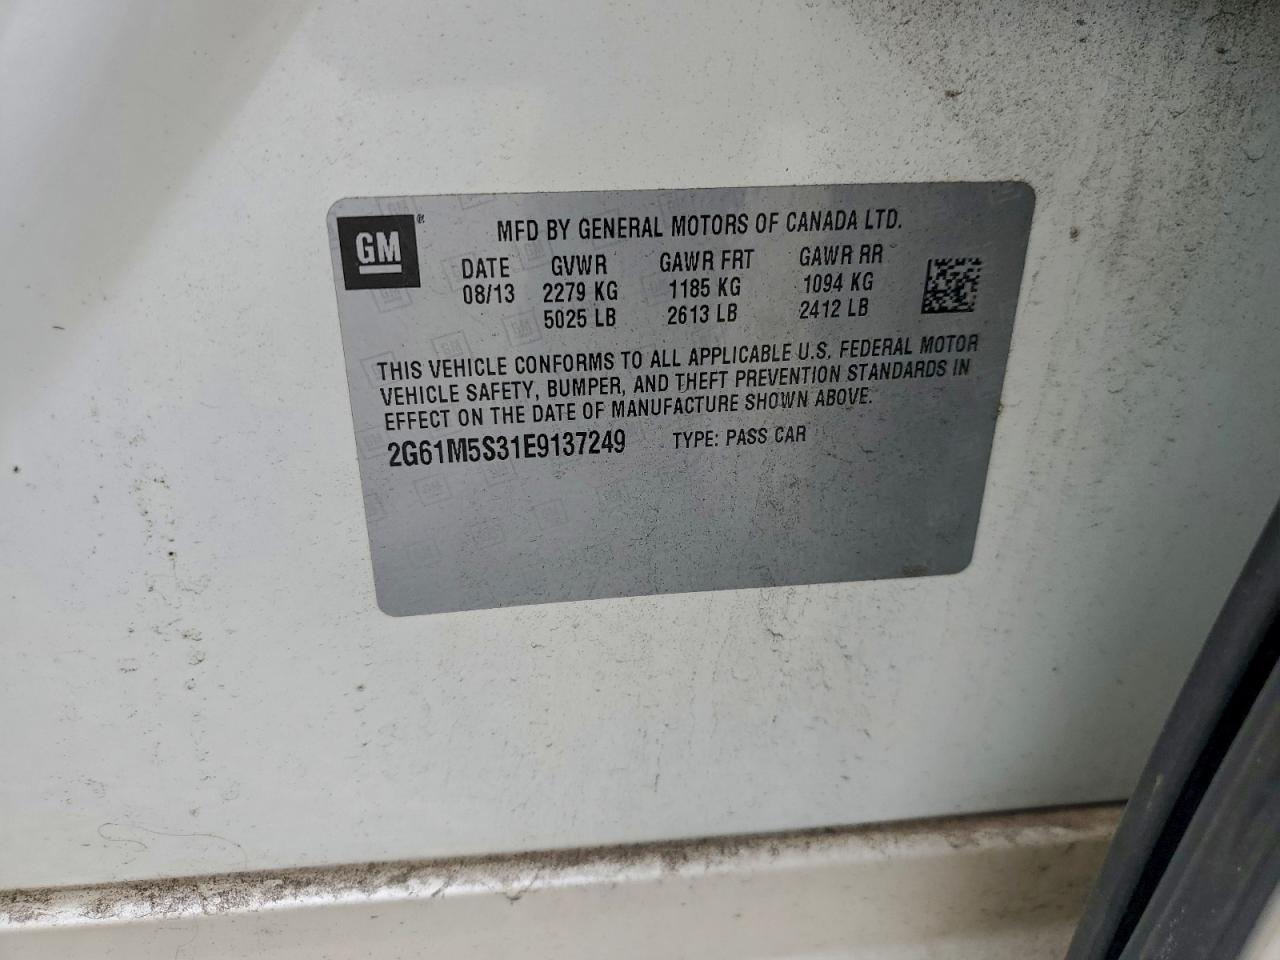 GM®
MFD BY GENERAL MOTORS OF CANADA LTD.
DATE GVWR GAWR FRT GAWR RR
08/13 2279 KG 1185 KG 1094 KG
5025 LB 2613 LB 2412 LB
THIS VEHICLE CONFORMS TO ALL APPLICABLE U.S. FEDERAL MOTOR
VEHICLE SAFETY, BUMPER, AND THEFT PREVENTION STANDARDS IN
EFFECT ON THE DATE OF MANUFACTURE SHOWN ABOVE.
2G61M5S31E9137249 TYPE: PASS CAR